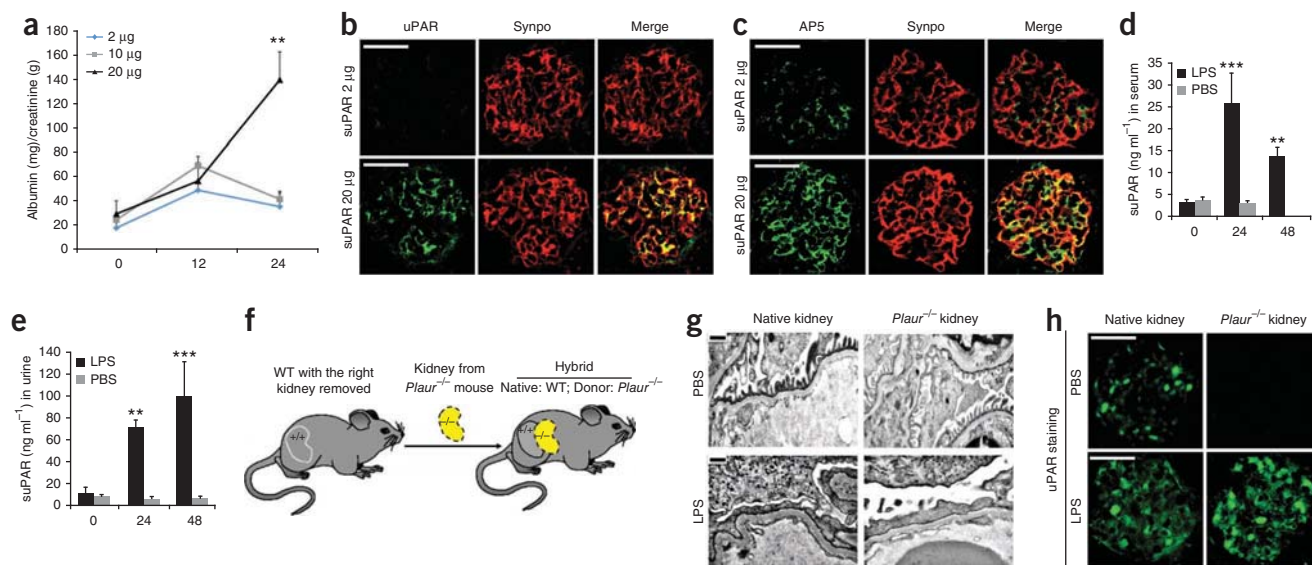 a
2 μg
10 μg
20 μg
**
Albumin (mg)/creatinine (g)
180
160
140
120
100
80
60
40
20
0
0 12 24
b
uPAR Synpo Merge
suPAR 2 μg
suPAR 20 μg
c
AP5 Synpo Merge
suPAR 2 μg
suPAR 20 μg
d
LPS
PBS
***
**
suPAR (ng ml−1) in serum
35
30
25
20
15
10
5
0
0 24 48
e
LPS
PBS
**
***
suPAR (ng ml−1) in urine
140
120
100
80
60
40
20
0
0 24 48
f
WT with the right
kidney removed
Kidney from
Plaur−/− mouse
Hybrid
Native: WT; Donor: Plaur−/−
+/+
−/−
+/+
−/−
g
Native kidney Plaur−/− kidney
PBS
LPS
h
Native kidney Plaur−/− kidney
uPAR staining
PBS
LPS